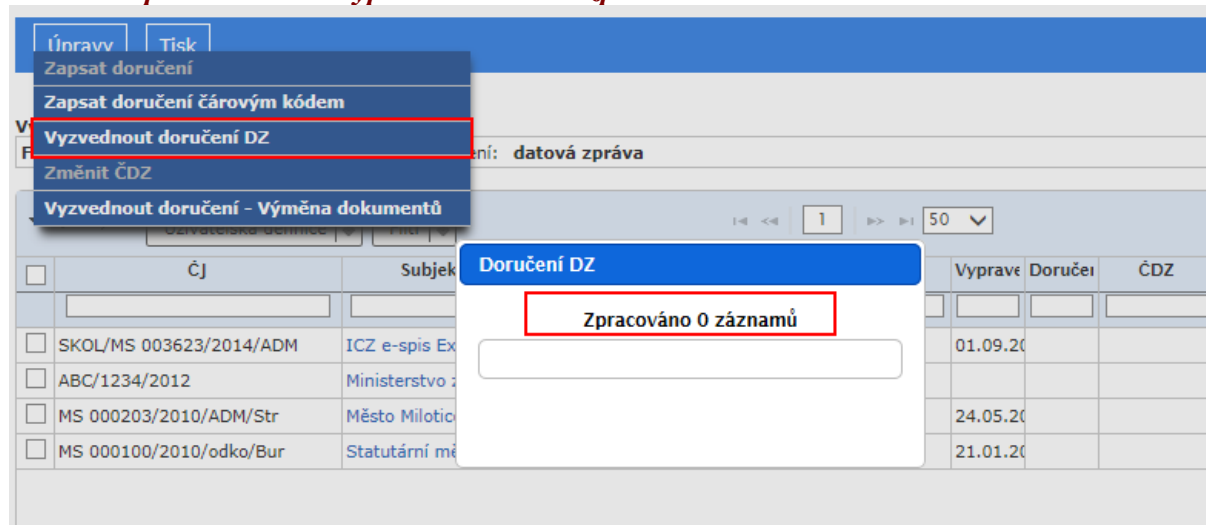 Úpravy Tisk
Zapsat doručení
Zapsat doručení čárovým kódem
Vyzvednout doručení DZ
ení: datová zpráva
Změnit ČDZ
Vyzvednout doručení - Výměna dokumentů
1 50
Doručení DZ
ČJ Subjek Vyprave Doručei ČDZ
Zpracováno 0 záznamů
SKOL/MS 003623/2014/ADM ICZ e-spis Ex 01.09.20
ABC/1234/2012 Ministerstvo
MS 000203/2010/ADM/Str Město Milotic 24.05.20
MS 000100/2010/odko/Bur Statutární mě 21.01.20